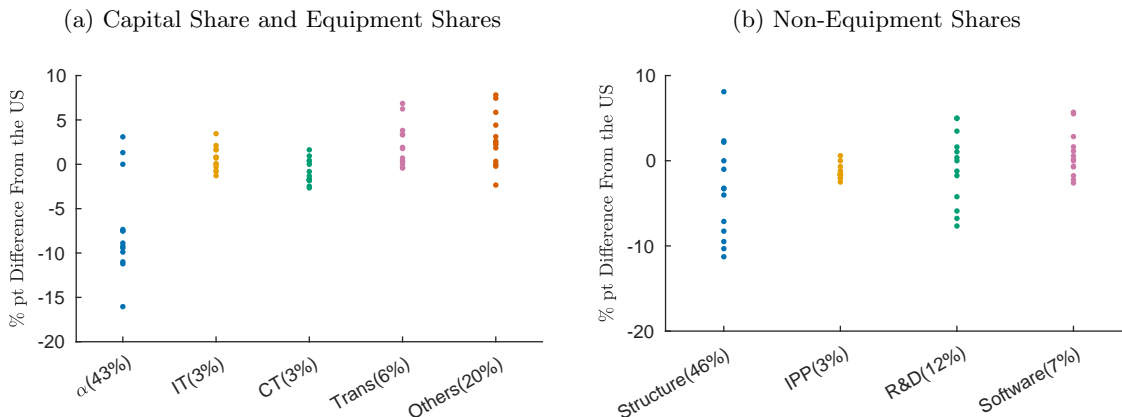 (a) Capital Share and Equipment Shares
% pt Difference From the US
10
5
0
-5
-10
-15
-20
α(43%)
IT(3%)
CT(3%)
Trans(6%)
Others(20%)
(b) Non-Equipment Shares
% pt Difference From the US
10
0
-10
-20
Structure(46%)
IPP(3%)
R&D(12%)
Software(7%)